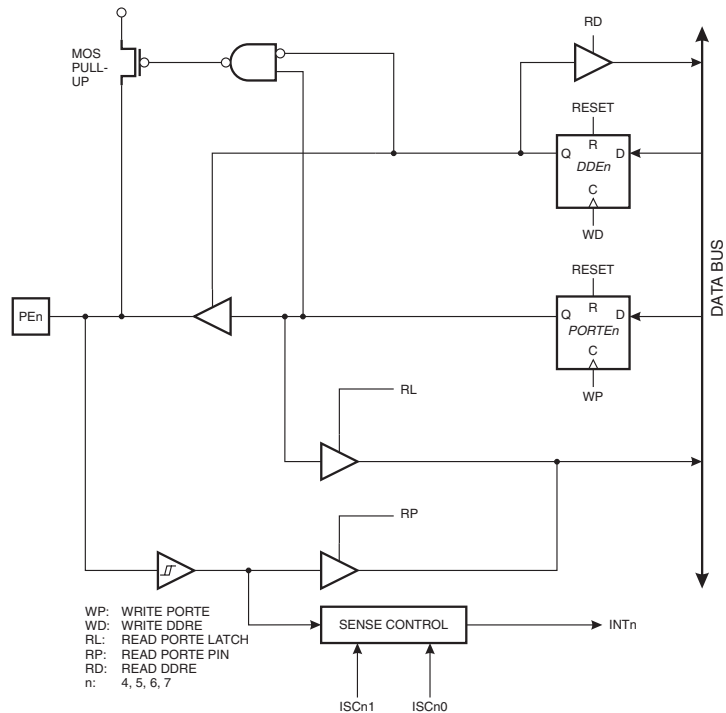 RD
MOS
PULL-
UP
RESET
R
Q
D
DDEn
C
WD
DATA BUS
RESET
PEn
R
Q
D
PORTEn
C
WP
RL
RP
WP: WRITE PORTE
WD: WRITE DDRE
RL: READ PORTE LATCH
RP: READ PORTE PIN
RD: READ DDRE
n: 4, 5, 6, 7
SENSE CONTROL
INTn
ISCn1
ISCn0